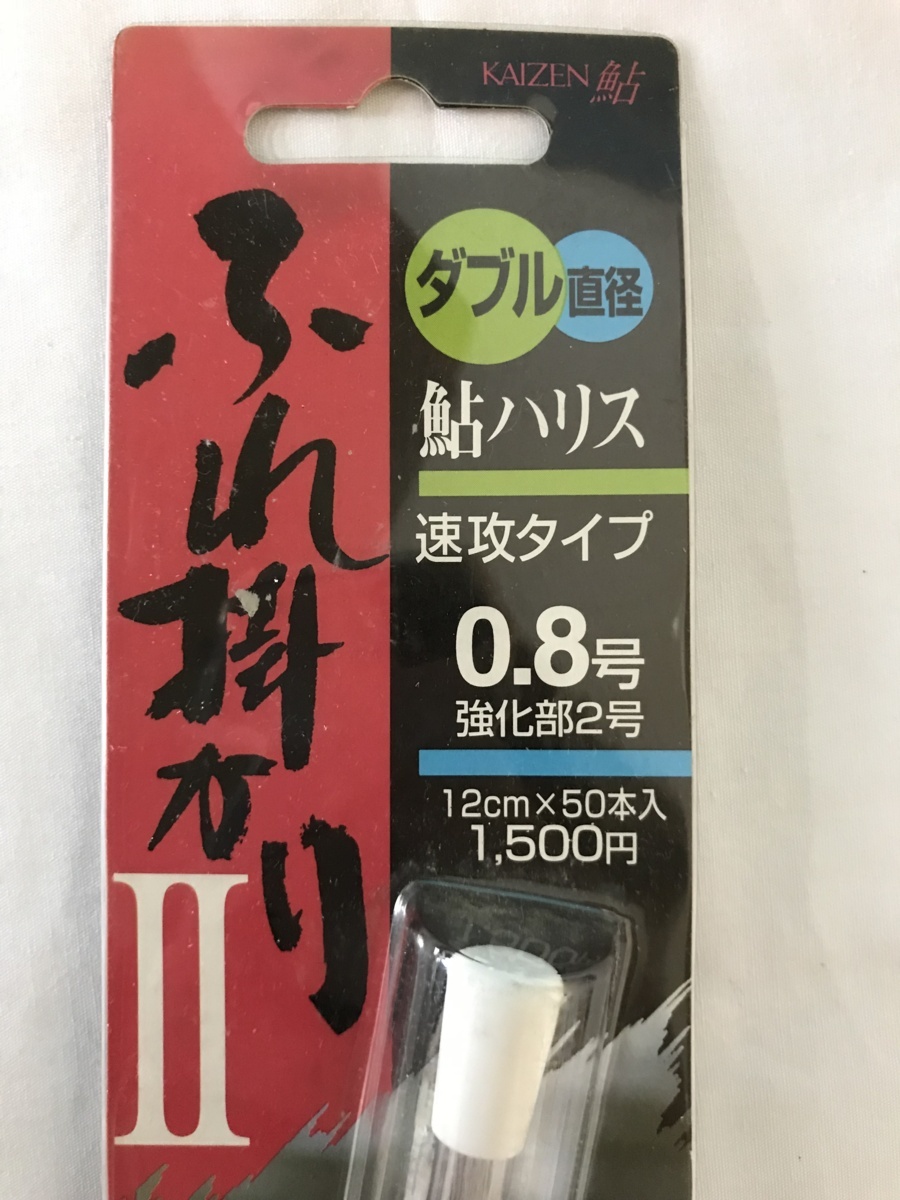 KAIZEN 鮎
ふれ掛かり
II
ダブル直径
鮎ハリス
速攻タイプ
0.8号
強化部2号
12cm×50本入
1,500円